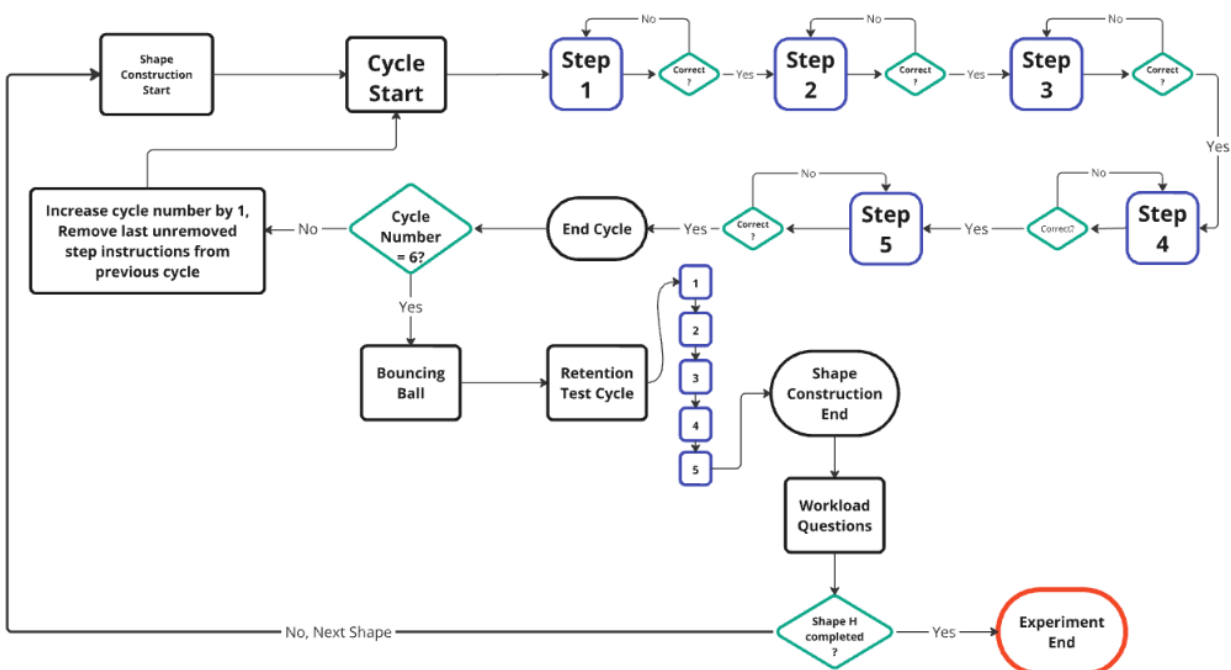 Shape
Construction
Start
Cycle
Start
Step
1
No
Correct
?
Yes
Step
2
No
Correct
?
Yes
Step
3
No
Correct
?
Yes
Step
4
No
Correct?
Yes
Step
5
No
Correct
?
Yes
End Cycle
Cycle
Number
= 6?
No
Increase cycle number by 1,
Remove last unremoved
step instructions from
previous cycle
Yes
Bouncing
Ball
Retention
Test Cycle
1
2
3
4
5
Shape
Construction
End
Workload
Questions
Shape H
completed
?
No, Next Shape
Yes
Experiment
End